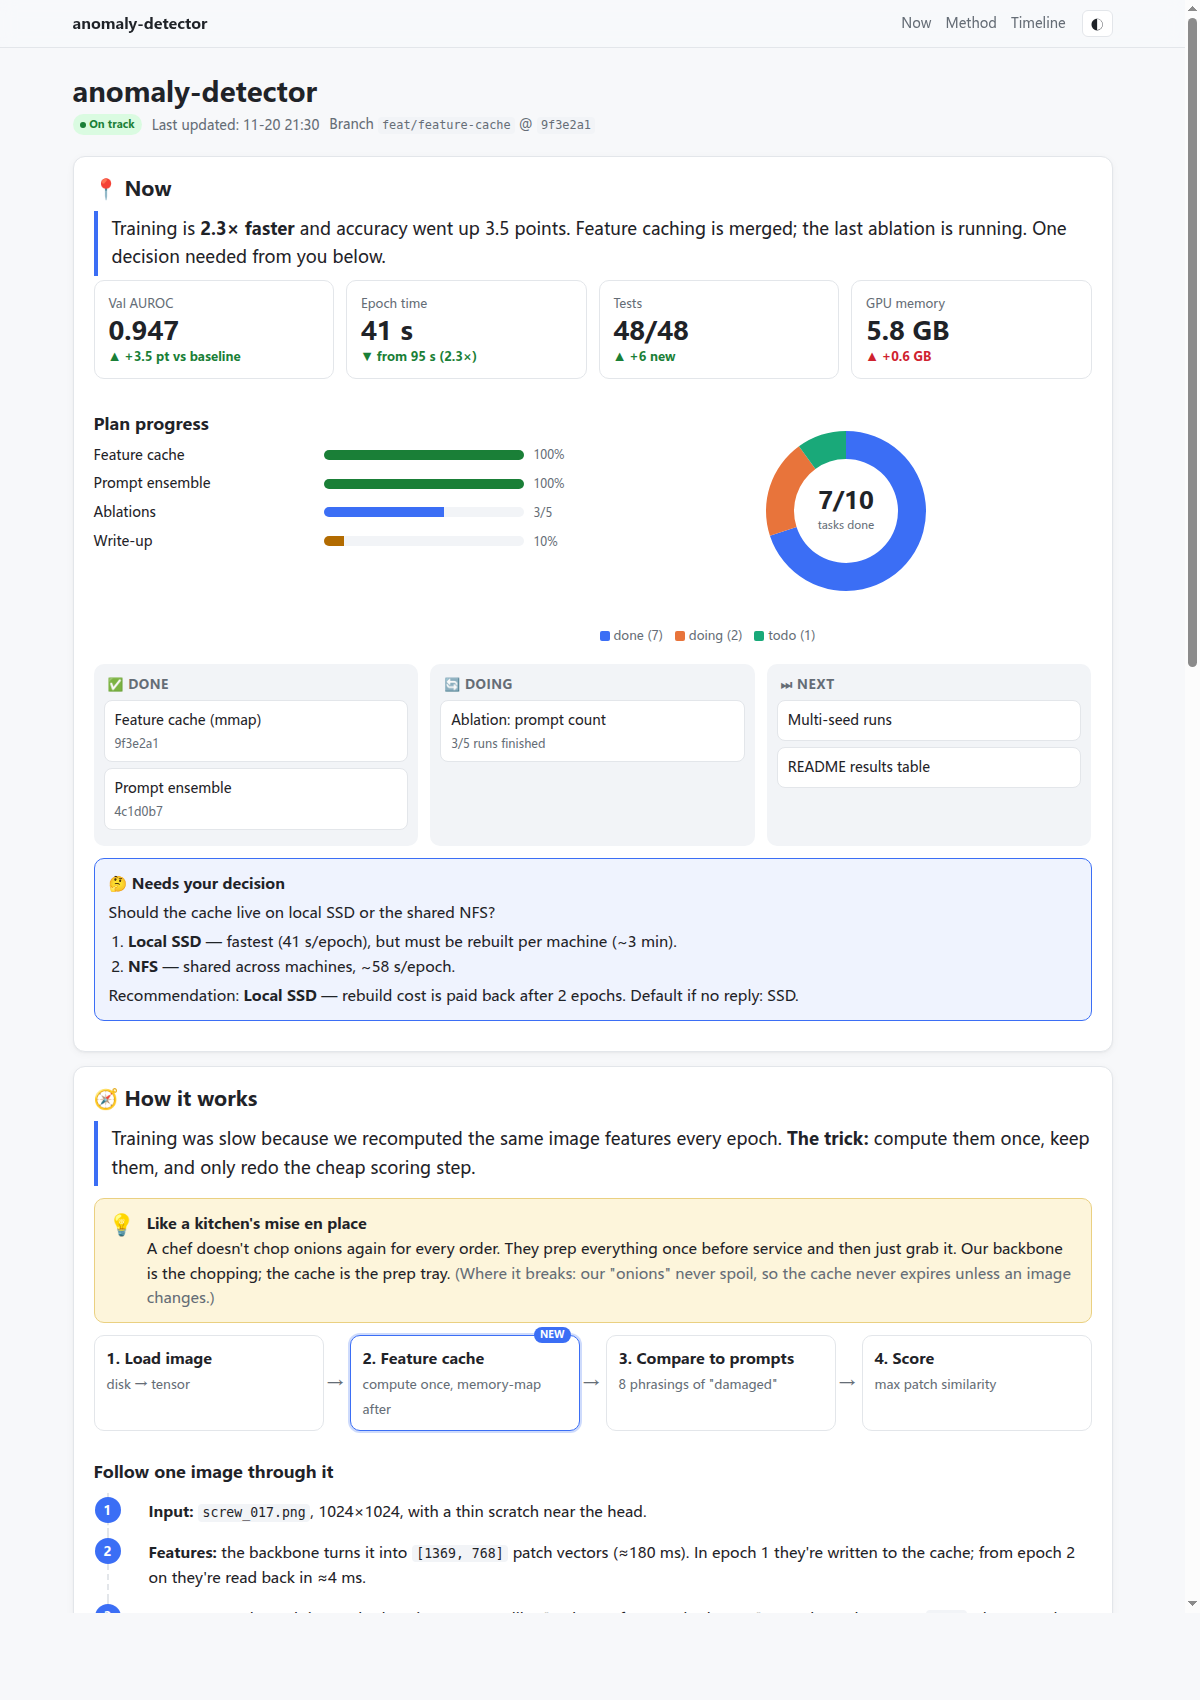 anomaly-detector
Now Method Timeline
anomaly-detector
On track Last updated: 11-20 21:30 Branch feat/feature-cache @ 9f3e2a1
📍 Now
Training is 2.3× faster and accuracy went up 3.5 points. Feature caching is merged; the last ablation is running. One
decision needed from you below.
Val AUROC
0.947
▲ +3.5 pt vs baseline
Epoch time
41 s
▼ from 95 s (2.3×)
Tests
48/48
▲ +6 new
GPU memory
5.8 GB
▲ +0.6 GB
Plan progress
Feature cache 100%
Prompt ensemble 100%
Ablations 3/5
Write-up 10%
7/10
tasks done
done (7) doing (2) todo (1)
✅ DONE
Feature cache (mmap)
9f3e2a1
Prompt ensemble
4c1d0b7
🔄 DOING
Ablation: prompt count
3/5 runs finished
⏭ NEXT
Multi-seed runs
README results table
🤔 Needs your decision
Should the cache live on local SSD or the shared NFS?
1. Local SSD — fastest (41 s/epoch), but must be rebuilt per machine (~3 min).
2. NFS — shared across machines, ~58 s/epoch.
Recommendation: Local SSD — rebuild cost is paid back after 2 epochs. Default if no reply: SSD.
🧭 How it works
Training was slow because we recomputed the same image features every epoch. The trick: compute them once, keep
them, and only redo the cheap scoring step.
💡 Like a kitchen's mise en place
A chef doesn't chop onions again for every order. They prep everything once before service and then just grab it. Our backbone
is the chopping; the cache is the prep tray. (Where it breaks: our "onions" never spoil, so the cache never expires unless an image
changes.)
1. Load image
disk → tensor
→
NEW
2. Feature cache
compute once, memory-map
after
→
3. Compare to prompts
8 phrasings of "damaged"
→
4. Score
max patch similarity
Follow one image through it
1 Input: screw_017.png, 1024×1024, with a thin scratch near the head.
2 Features: the backbone turns it into [1369, 768] patch vectors (≈180 ms). In epoch 1 they're written to the cache; from epoch 2
on they're read back in ≈4 ms.